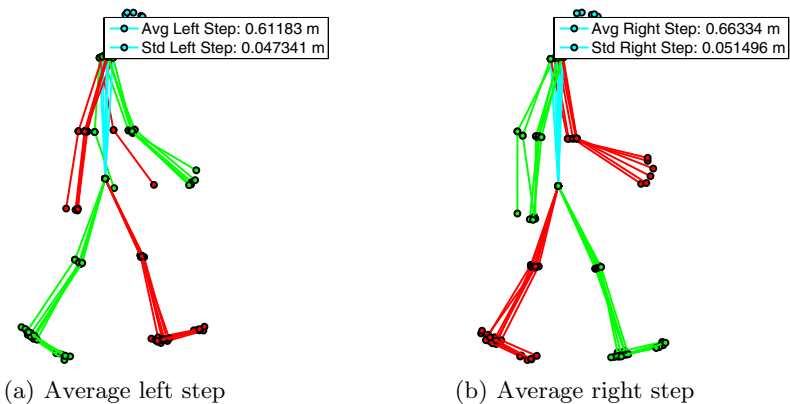 Avg Left Step: 0.61183 m
Std Left Step: 0.047341 m
Avg Right Step: 0.66334 m
Std Right Step: 0.051496 m
(a) Average left step
(b) Average right step